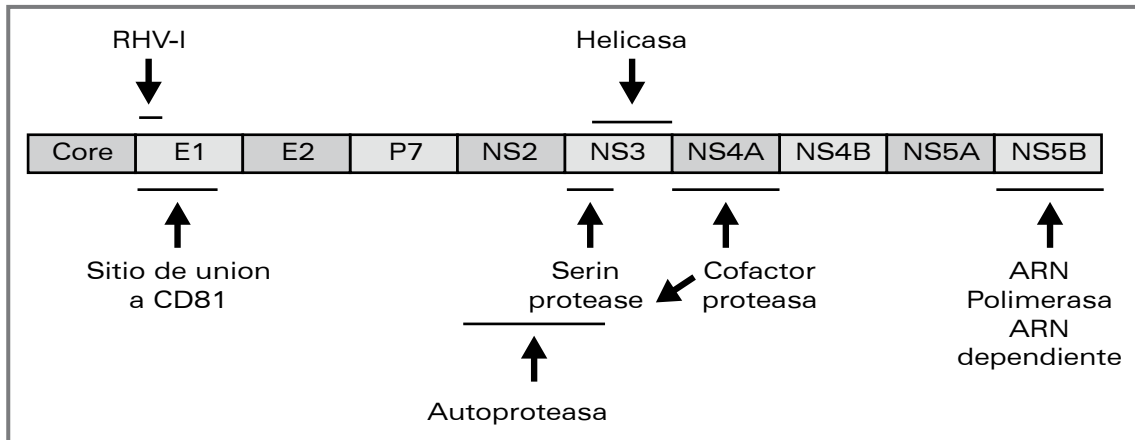 RHV-I
Helicasa
Core E1 E2 P7 NS2 NS3 NS4A NS4B NS5A NS5B
Sitio de union
a CD81
Serin
protease
Cofactor
proteasa
ARN
Polimerasa
ARN
dependiente
Autoproteasa